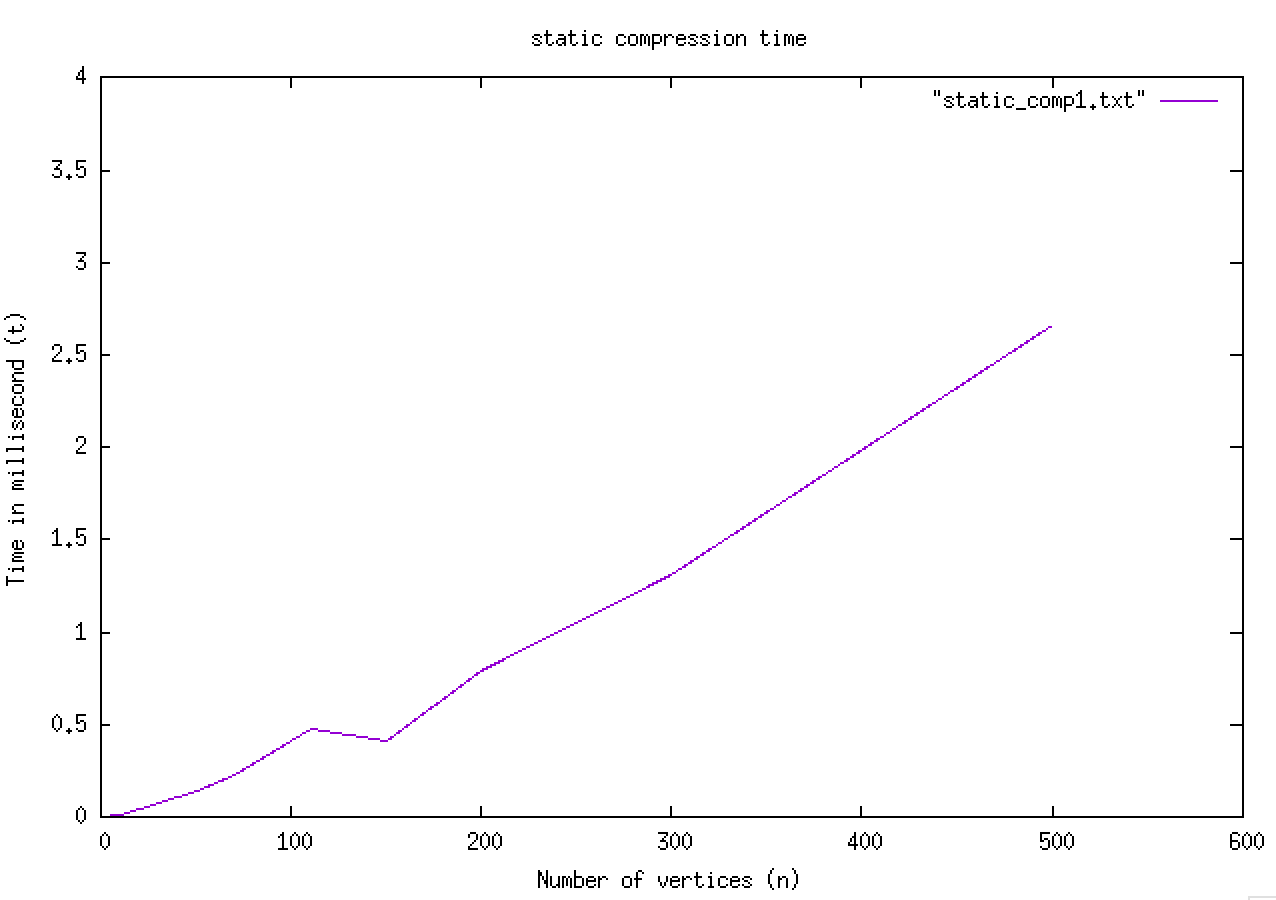 static compression time
"static_comp1.txt"
4
3.5
3
2.5
2
1.5
1
0.5
0
Time in millisecond (t)
0 100 200 300 400 500 600
Number of vertices (n)